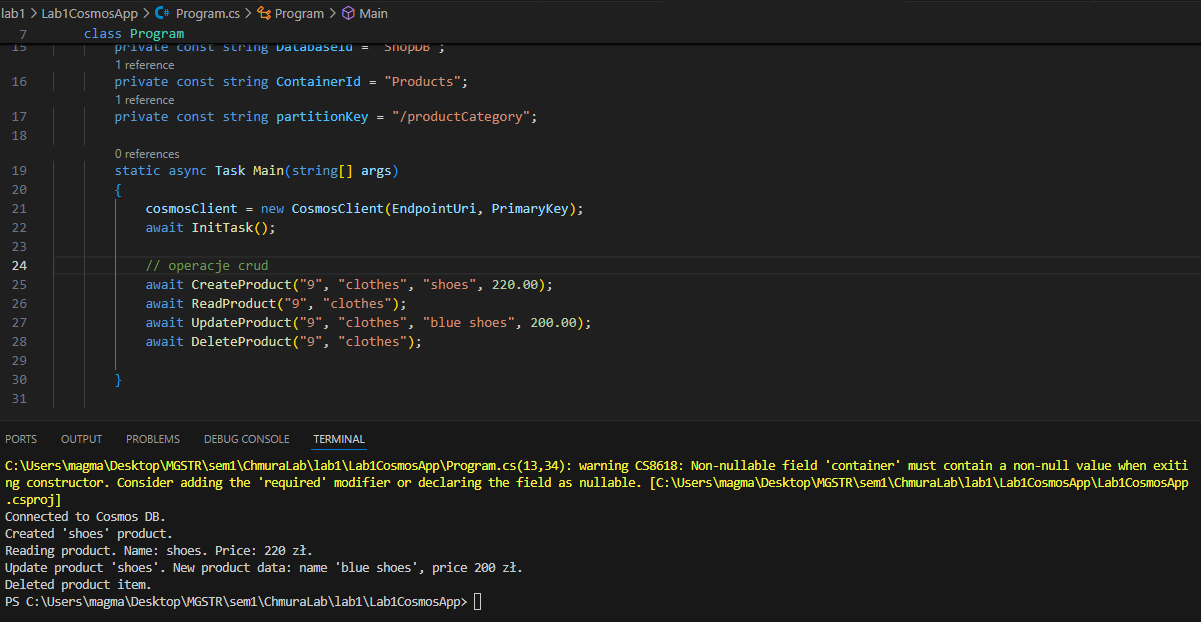 lab1 > Lab1CosmosApp > Program.cs > Program > Main
7 class Program
15 private const string DatabaseId = "ShopDB";
1 reference
16 private const string ContainerId = "Products";
1 reference
17 private const string partitionKey = "/productCategory";
18
0 references
19 static async Task Main(string[] args)
20 {
21 cosmosClient = new CosmosClient(EndpointUri, PrimaryKey);
22 await InitTask();
23
24 // operacje crud
25 await CreateProduct("9", "clothes", "shoes", 220.00);
26 await ReadProduct("9", "clothes");
27 await UpdateProduct("9", "clothes", "blue shoes", 200.00);
28 await DeleteProduct("9", "clothes");
29
30 }
31
PORTS OUTPUT PROBLEMS DEBUG CONSOLE TERMINAL
C:\Users\magma\Desktop\MGSTR\sem1\ChmuraLab\lab1\Lab1CosmosApp\Program.cs(13,34): warning CS8618: Non-nullable field 'container' must contain a non-null value when exiti
ng constructor. Consider adding the 'required' modifier or declaring the field as nullable. [C:\Users\magma\Desktop\MGSTR\sem1\ChmuraLab\lab1\Lab1CosmosApp\Lab1CosmosApp
.csproj]
Connected to Cosmos DB.
Created 'shoes' product.
Reading product. Name: shoes. Price: 220 zł.
Update product 'shoes'. New product data: name 'blue shoes', price 200 zł.
Deleted product item.
PS C:\Users\magma\Desktop\MGSTR\sem1\ChmuraLab\lab1\Lab1CosmosApp>